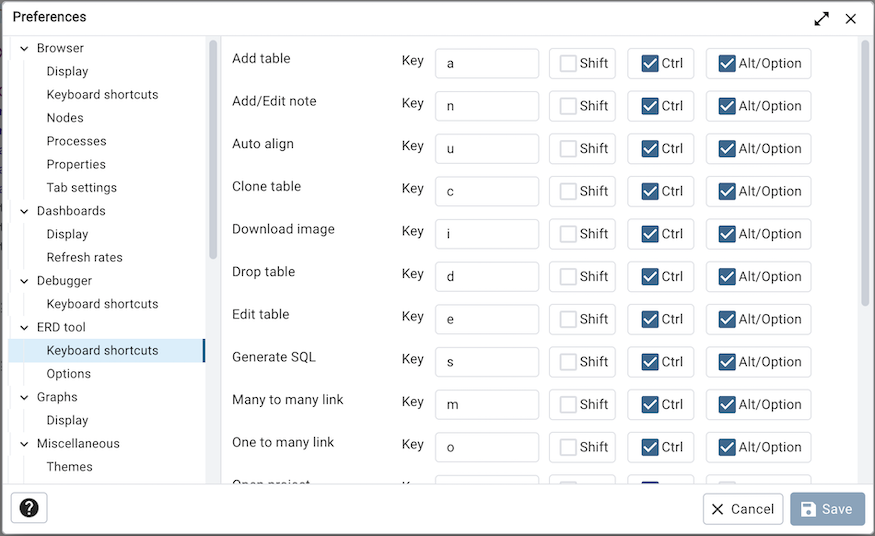 Preferences
Browser
Display
Keyboard shortcuts
Nodes
Processes
Properties
Tab settings
Dashboards
Display
Refresh rates
Debugger
Keyboard shortcuts
ERD tool
Keyboard shortcuts
Options
Graphs
Display
Miscellaneous
Themes
Add table Key a Shift Ctrl Alt/Option
Add/Edit note Key n Shift Ctrl Alt/Option
Auto align Key u Shift Ctrl Alt/Option
Clone table Key c Shift Ctrl Alt/Option
Download image Key i Shift Ctrl Alt/Option
Drop table Key d Shift Ctrl Alt/Option
Edit table Key e Shift Ctrl Alt/Option
Generate SQL Key s Shift Ctrl Alt/Option
Many to many link Key m Shift Ctrl Alt/Option
One to many link Key o Shift Ctrl Alt/Option
Open project
? Cancel Save